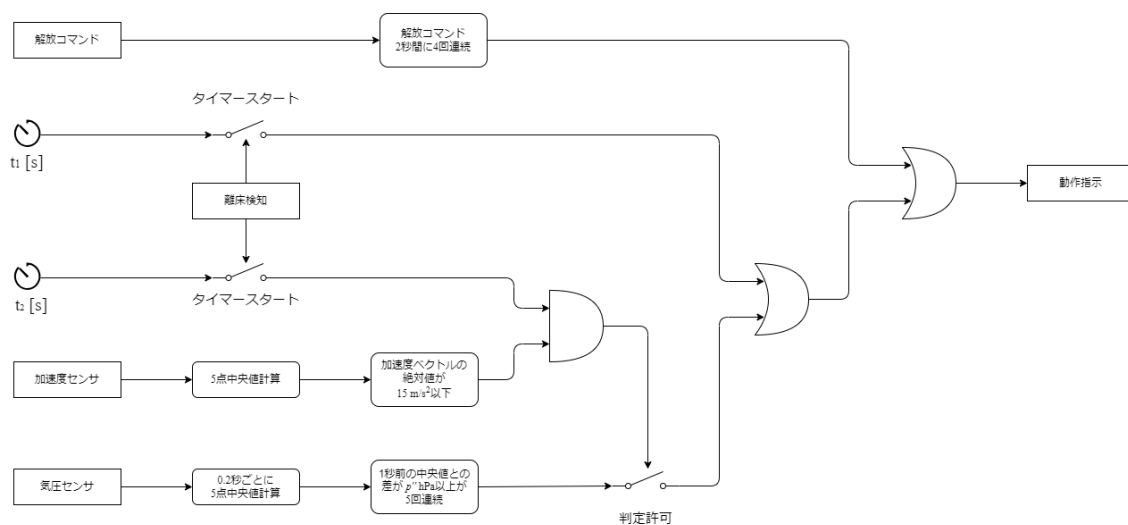 解放コマンド
解放コマンド
2秒間に4回連続
タイマースタート
t₁ [s]
離床検知
動作指示
t₂ [s]
タイマースタート
加速度センサ
5点中央値計算
加速度ベクトルの
絶対値が
15 m/s²以下
気圧センサ
0.2秒ごとに
5点中央値計算
1秒前の中央値との
差が p" hPa以上が
5回連続
判定許可